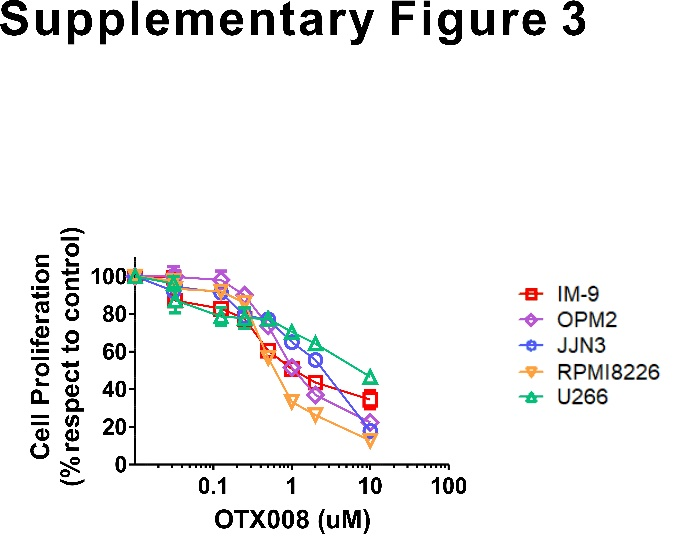 Supplementary Figure 3
Cell Proliferation
(% respect to control)
100
80
60
40
20
0
0.1
1
10
100
OTX008 (uM)
IM-9
OPM2
JJN3
RPMI8226
U266